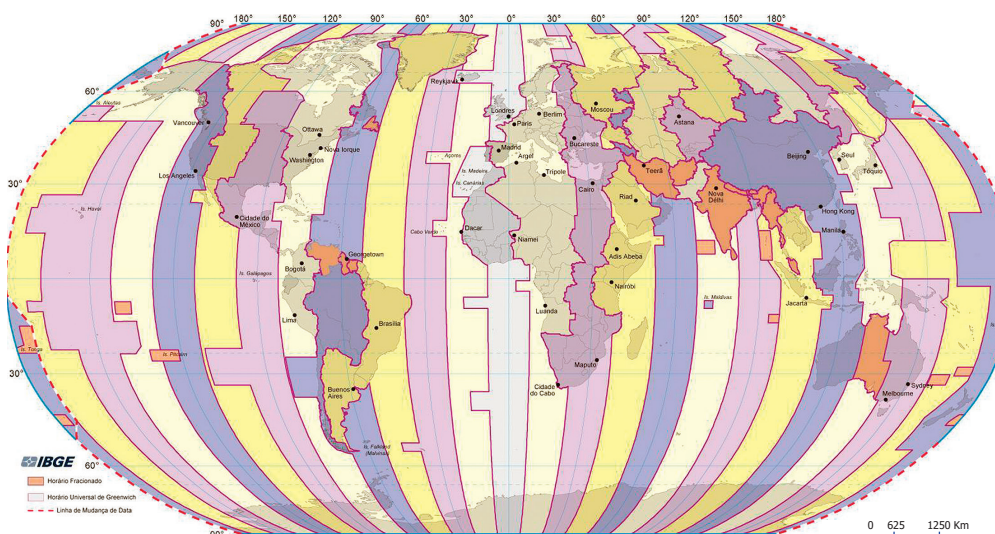 90°
180°
150°
120°
90°
60°
30°
0°
30°
60°
90°
120°
150°
180°
60°
Is. Aleutas
Reykjavik
Londres
Berlim
Moscou
Vancouver
Ottawa
Nova Iorque
Washington
Paris
Astana
Madrid
Bucareste
Argel
Beijing
Seul
Tóquio
Los Angeles
Açores
Is. Madeira
Is. Canárias
Trípole
Cairo
Teerã
30°
Nova
Délhi
Riad
Is. Havaí
Cidade do
México
Cabo Verde
Dacar
Niamei
Hong Kong
Manila
Georgetown
Bogotá
Is. Galápagos
Adis Abeba
Nairóbi
Is. Maldivas
Jacarta
Lima
Luanda
Brasília
Is. Tonga
Is. Pitcairn
30°
Maputo
Buenos
Aires
Cidade
do Cabo
Sydney
Melbourne
Is. Falkland
(Malvinas)
IBGE
60°
Horário Fracionado
Horário Universal de Greenwich
Linha de Mudança de Data
0 625 1250 Km
90°